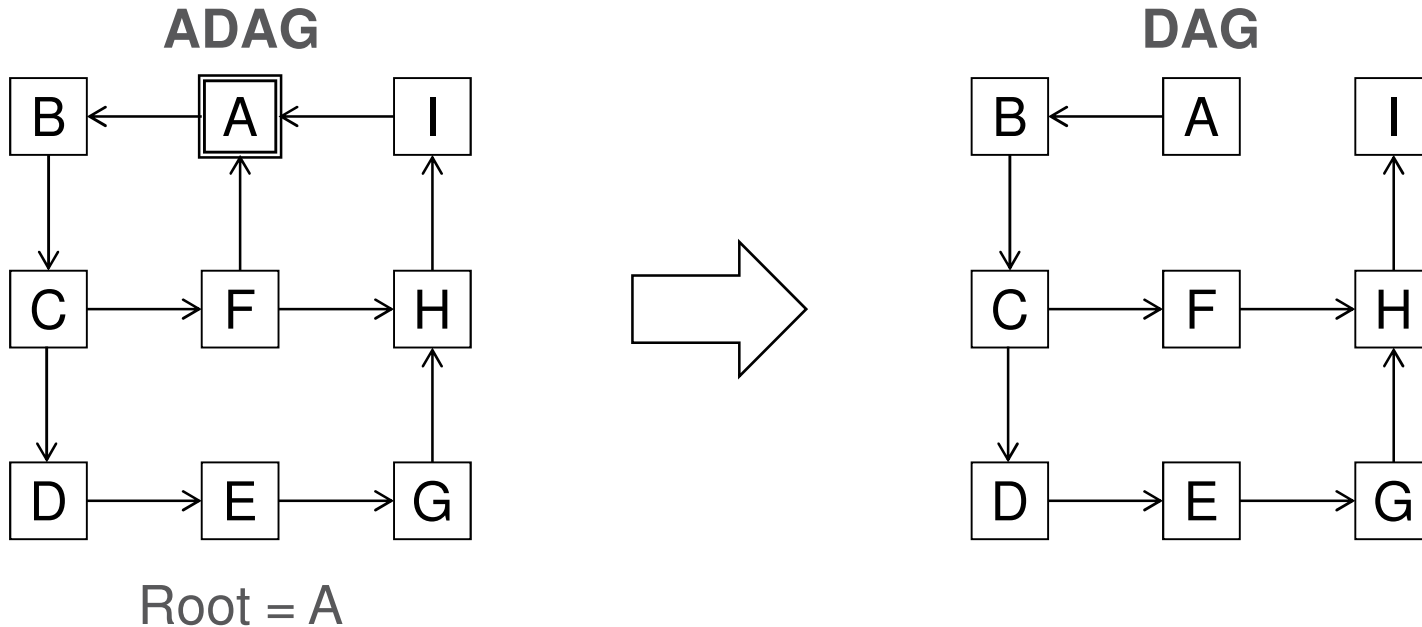 ADAG
DAG
B A I
B A I
C F H
C F H
D E G
D E G
Root = A